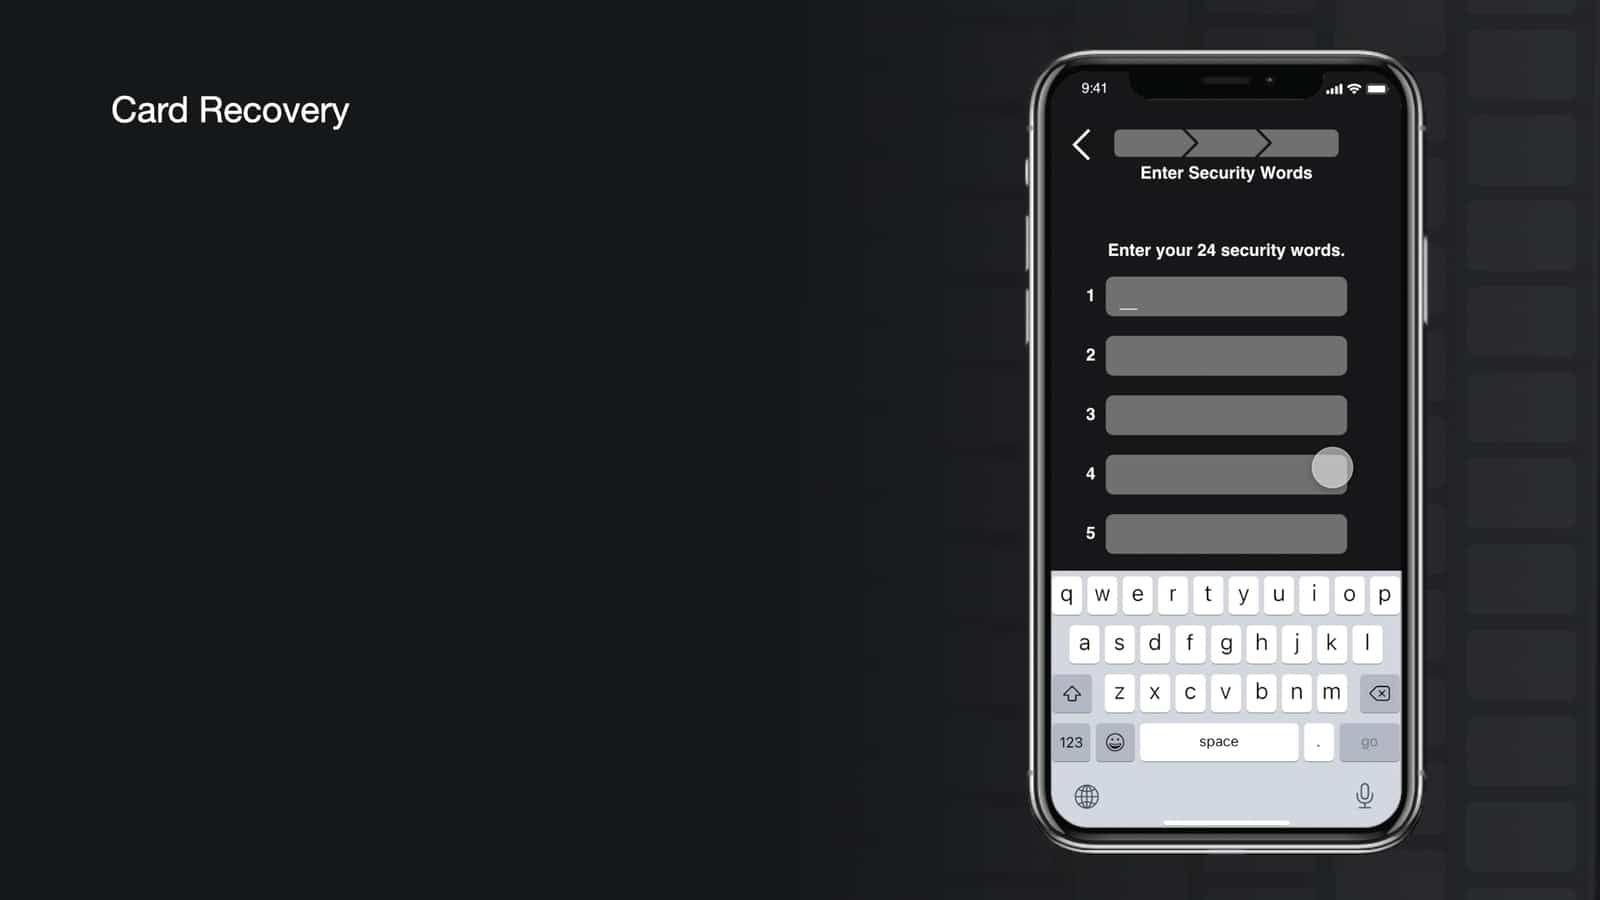 Card Recovery
9:41
Enter Security Words
Enter your 24 security words.
1
2
3
4
5
q w e r t y u i o p
a s d f g h j k l
z x c v b n m
123 space . go